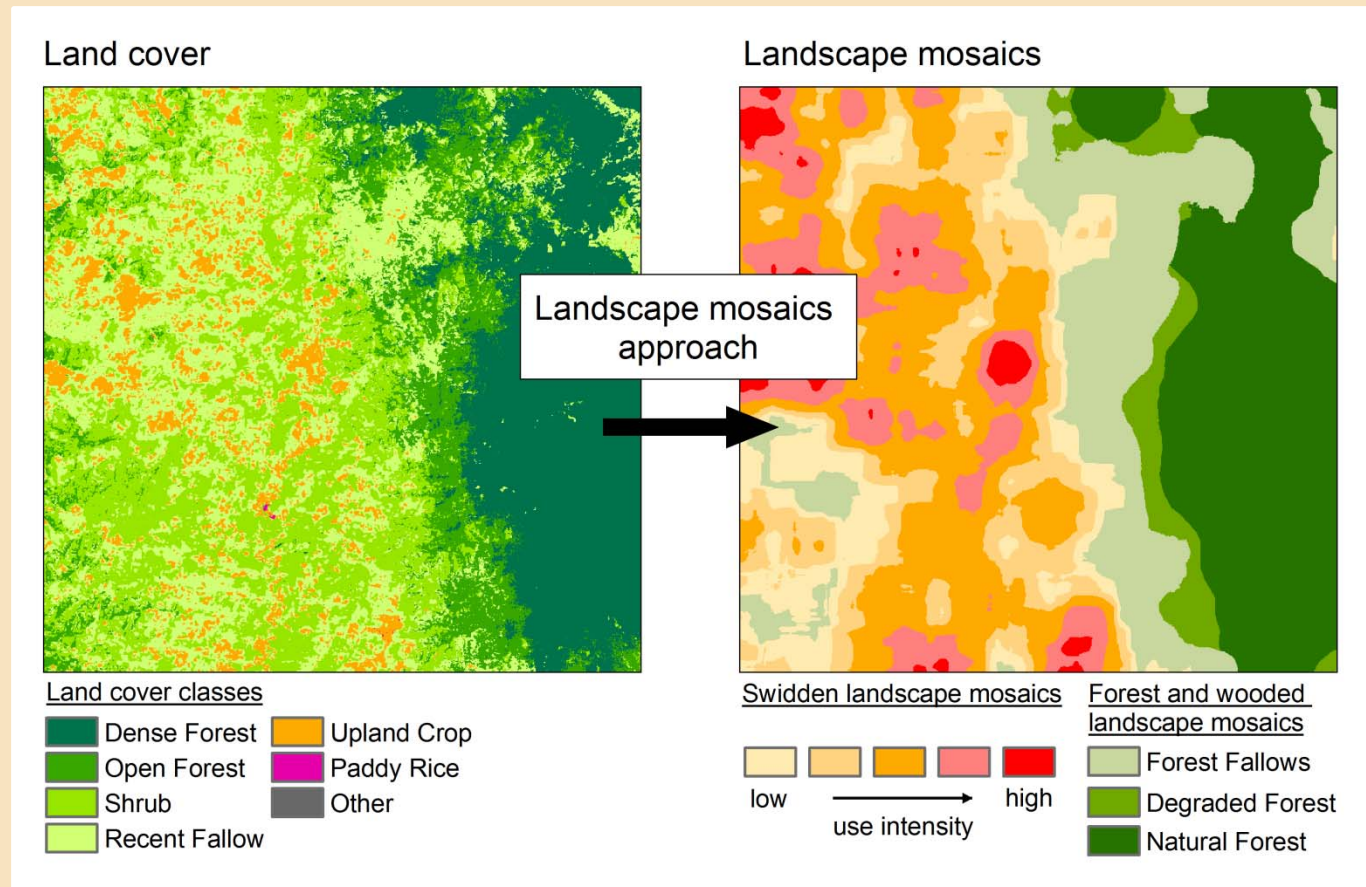 Land cover
Landscape mosaics
Landscape mosaics
approach
Land cover classes
Dense Forest
Open Forest
Shrub
Recent Fallow
Upland Crop
Paddy Rice
Other
Swidden landscape mosaics
low
high
use intensity
Forest and wooded
landscape mosaics
Forest Fallows
Degraded Forest
Natural Forest